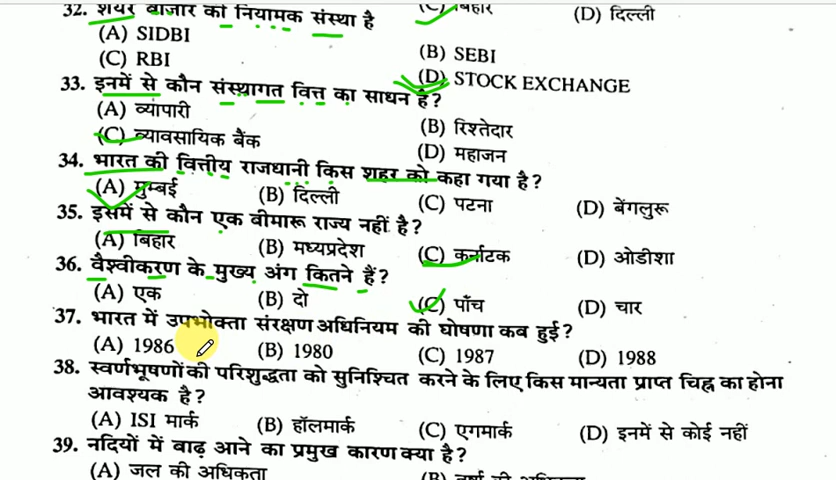 32. शेयर बाजार की नियामक संस्था है
(C) बिहार (D) दिल्ली
(A) SIDBI (B) SEBI
(C) RBI (D) STOCK EXCHANGE
33. इनमें से कौन संस्थागत वित्त का साधन है?
(A) व्यापारी (B) रिश्तेदार
(C) व्यावसायिक बैंक (D) महाजन
34. भारत की वित्तीय राजधानी किस शहर को कहा गया है?
(A) मुम्बई (B) दिल्ली (C) पटना (D) बेंगलुरू
35. इसमें से कौन एक बीमारू राज्य नहीं है?
(A) बिहार (B) मध्यप्रदेश (C) कर्नाटक (D) ओडीशा
36. वैश्वीकरण के मुख्य अंग कितने हैं?
(A) एक (B) दो (C) पाँच (D) चार
37. भारत में उपभोक्ता संरक्षण अधिनियम की घोषणा कब हुई?
(A) 1986 (B) 1980 (C) 1987 (D) 1988
38. स्वर्णभूषणों की परिशुद्धता को सुनिश्चित करने के लिए किस मान्यता प्राप्त चिह्न का होना
आवश्यक है?
(A) ISI मार्क (B) हॉलमार्क (C) एगमार्क (D) इनमें से कोई नहीं
39. नदियों में बाढ़ आने का प्रमुख कारण क्या है?
(A) जल की अधिकता (B)